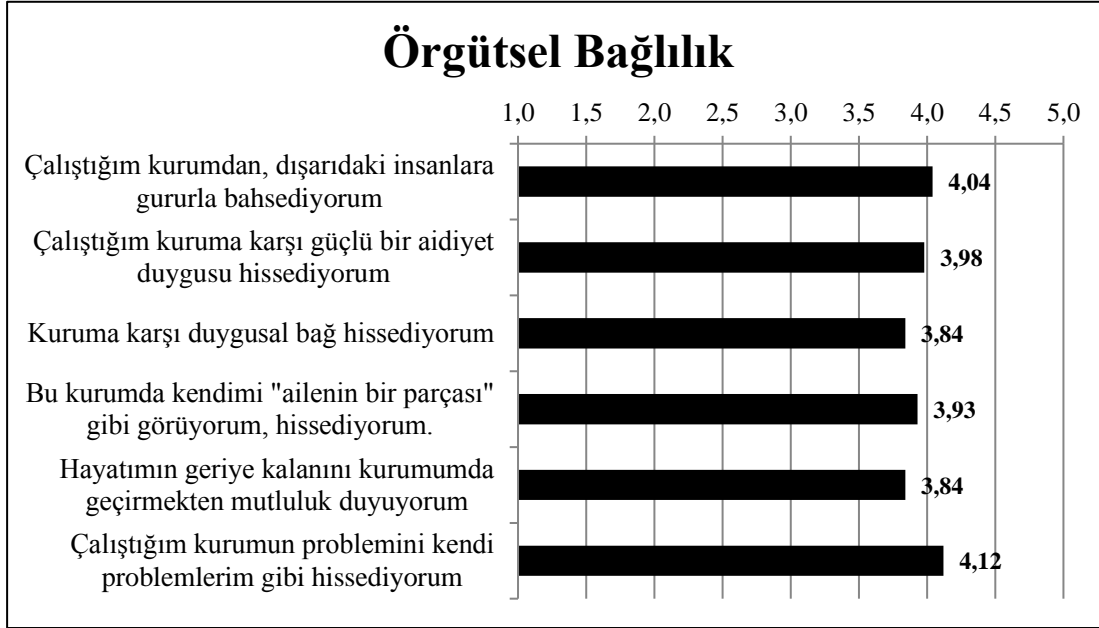 Örgütsel Bağlılık
1,0 1,5 2,0 2,5 3,0 3,5 4,0 4,5 5,0
Çalıştığım kurumdan, dışarıdaki insanlara
gururla bahsediyorum
4,04
Çalıştığım kuruma karşı güçlü bir aidiyet
duygusu hissediyorum
3,98
Kuruma karşı duygusal bağ hissediyorum
3,84
Bu kurumda kendimi "ailenin bir parçası"
gibi görüyorum, hissediyorum.
3,93
Hayatımın geriye kalanını kurumumda
geçirmekten mutluluk duyuyorum
3,84
Çalıştığım kurumun problemini kendi
problemlerim gibi hissediyorum
4,12